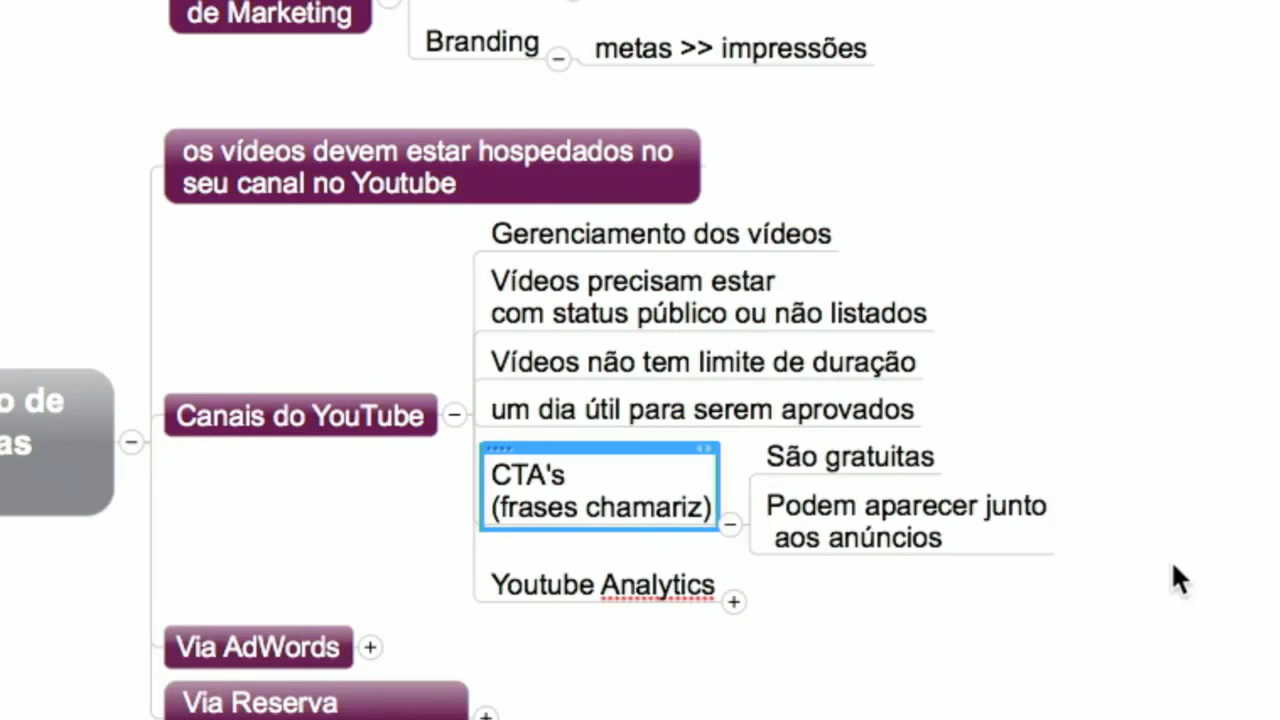 de Marketing
Branding
metas >> impressões
os vídeos devem estar hospedados no
seu canal no Youtube
Gerenciamento dos vídeos
Vídeos precisam estar
com status público ou não listados
Vídeos não tem limite de duração
o de
as
Canais do YouTube
um dia útil para serem aprovados
CTA's
(frases chamariz)
São gratuitas
Podem aparecer junto
aos anúncios
Youtube Analytics
Via AdWords
Via Reserva